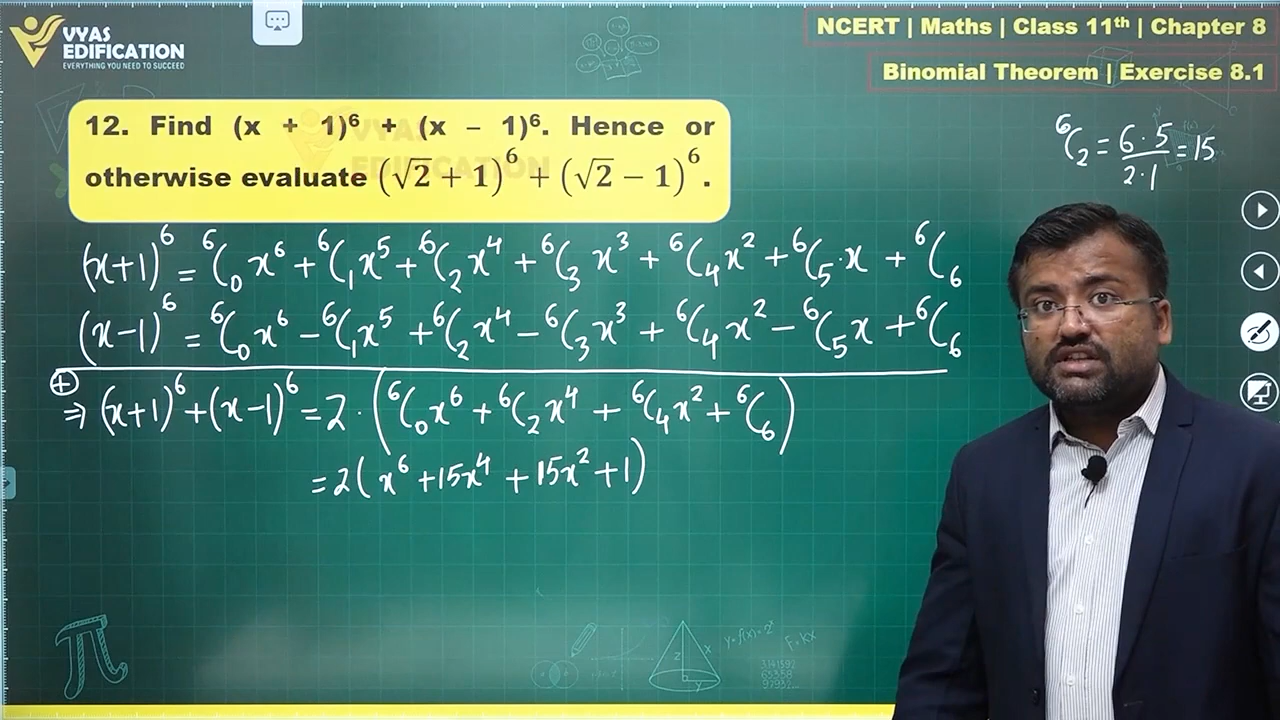 VYAS
EDIFICATION
EVERYTHING YOU NEED TO SUCCEED
NCERT | Maths | Class 11ᵗʰ | Chapter 8
Binomial Theorem | Exercise 8.1
12. Find (x + 1)⁶ + (x – 1)⁶. Hence or
otherwise evaluate (√2 + 1)⁶ + (√2 − 1)⁶.
⁶C₂ = 6·5/2·1 = 15
(x+1)⁶ = ⁶C₀x⁶ + ⁶C₁x⁵ + ⁶C₂x⁴ + ⁶C₃x³ + ⁶C₄x² + ⁶C₅·x + ⁶C₆
(x−1)⁶ = ⁶C₀x⁶ − ⁶C₁x⁵ + ⁶C₂x⁴ − ⁶C₃x³ + ⁶C₄x² − ⁶C₅x + ⁶C₆
⊕
⇒ (x+1)⁶ + (x−1)⁶ = 2·(⁶C₀x⁶ + ⁶C₂x⁴ + ⁶C₄x² + ⁶C₆)
= 2(x⁶ + 15x⁴ + 15x² + 1)
π